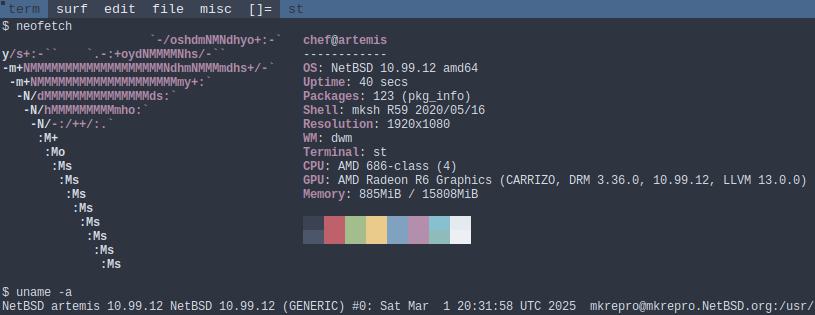 term surf edit file misc []= st
$ neofetch
`-/oshdmNMNdhyo+:-` chef@artemis
y/s+:-`` `.-:+oydNMMMMNhs/-`` ------------
-m+NMMMMMMMMMMMMMMMMMMMNdhmNMMMmdhs+/-` OS: NetBSD 10.99.12 amd64
-m+NMMMMMMMMMMMMMMMMMMMMmy+:` Uptime: 40 secs
-N/dMMMMMMMMMMMMMMMds:` Packages: 123 (pkg_info)
-N/hMMMMMMMMMmho:` Shell: mksh R59 2020/05/16
-N/-:/++/:.` Resolution: 1920x1080
:M+ WM: dwm
:Mo Terminal: st
:Ms CPU: AMD 686-class (4)
:Ms GPU: AMD Radeon R6 Graphics (CARRIZO, DRM 3.36.0, 10.99.12, LLVM 13.0.0)
:Ms Memory: 885MiB / 15808MiB
:Ms
:Ms
:Ms
:Ms
:Ms
$ uname -a
NetBSD artemis 10.99.12 NetBSD 10.99.12 (GENERIC) #0: Sat Mar  1 20:31:58 UTC 2025  mkrepro@mkrepro.NetBSD.org:/usr/